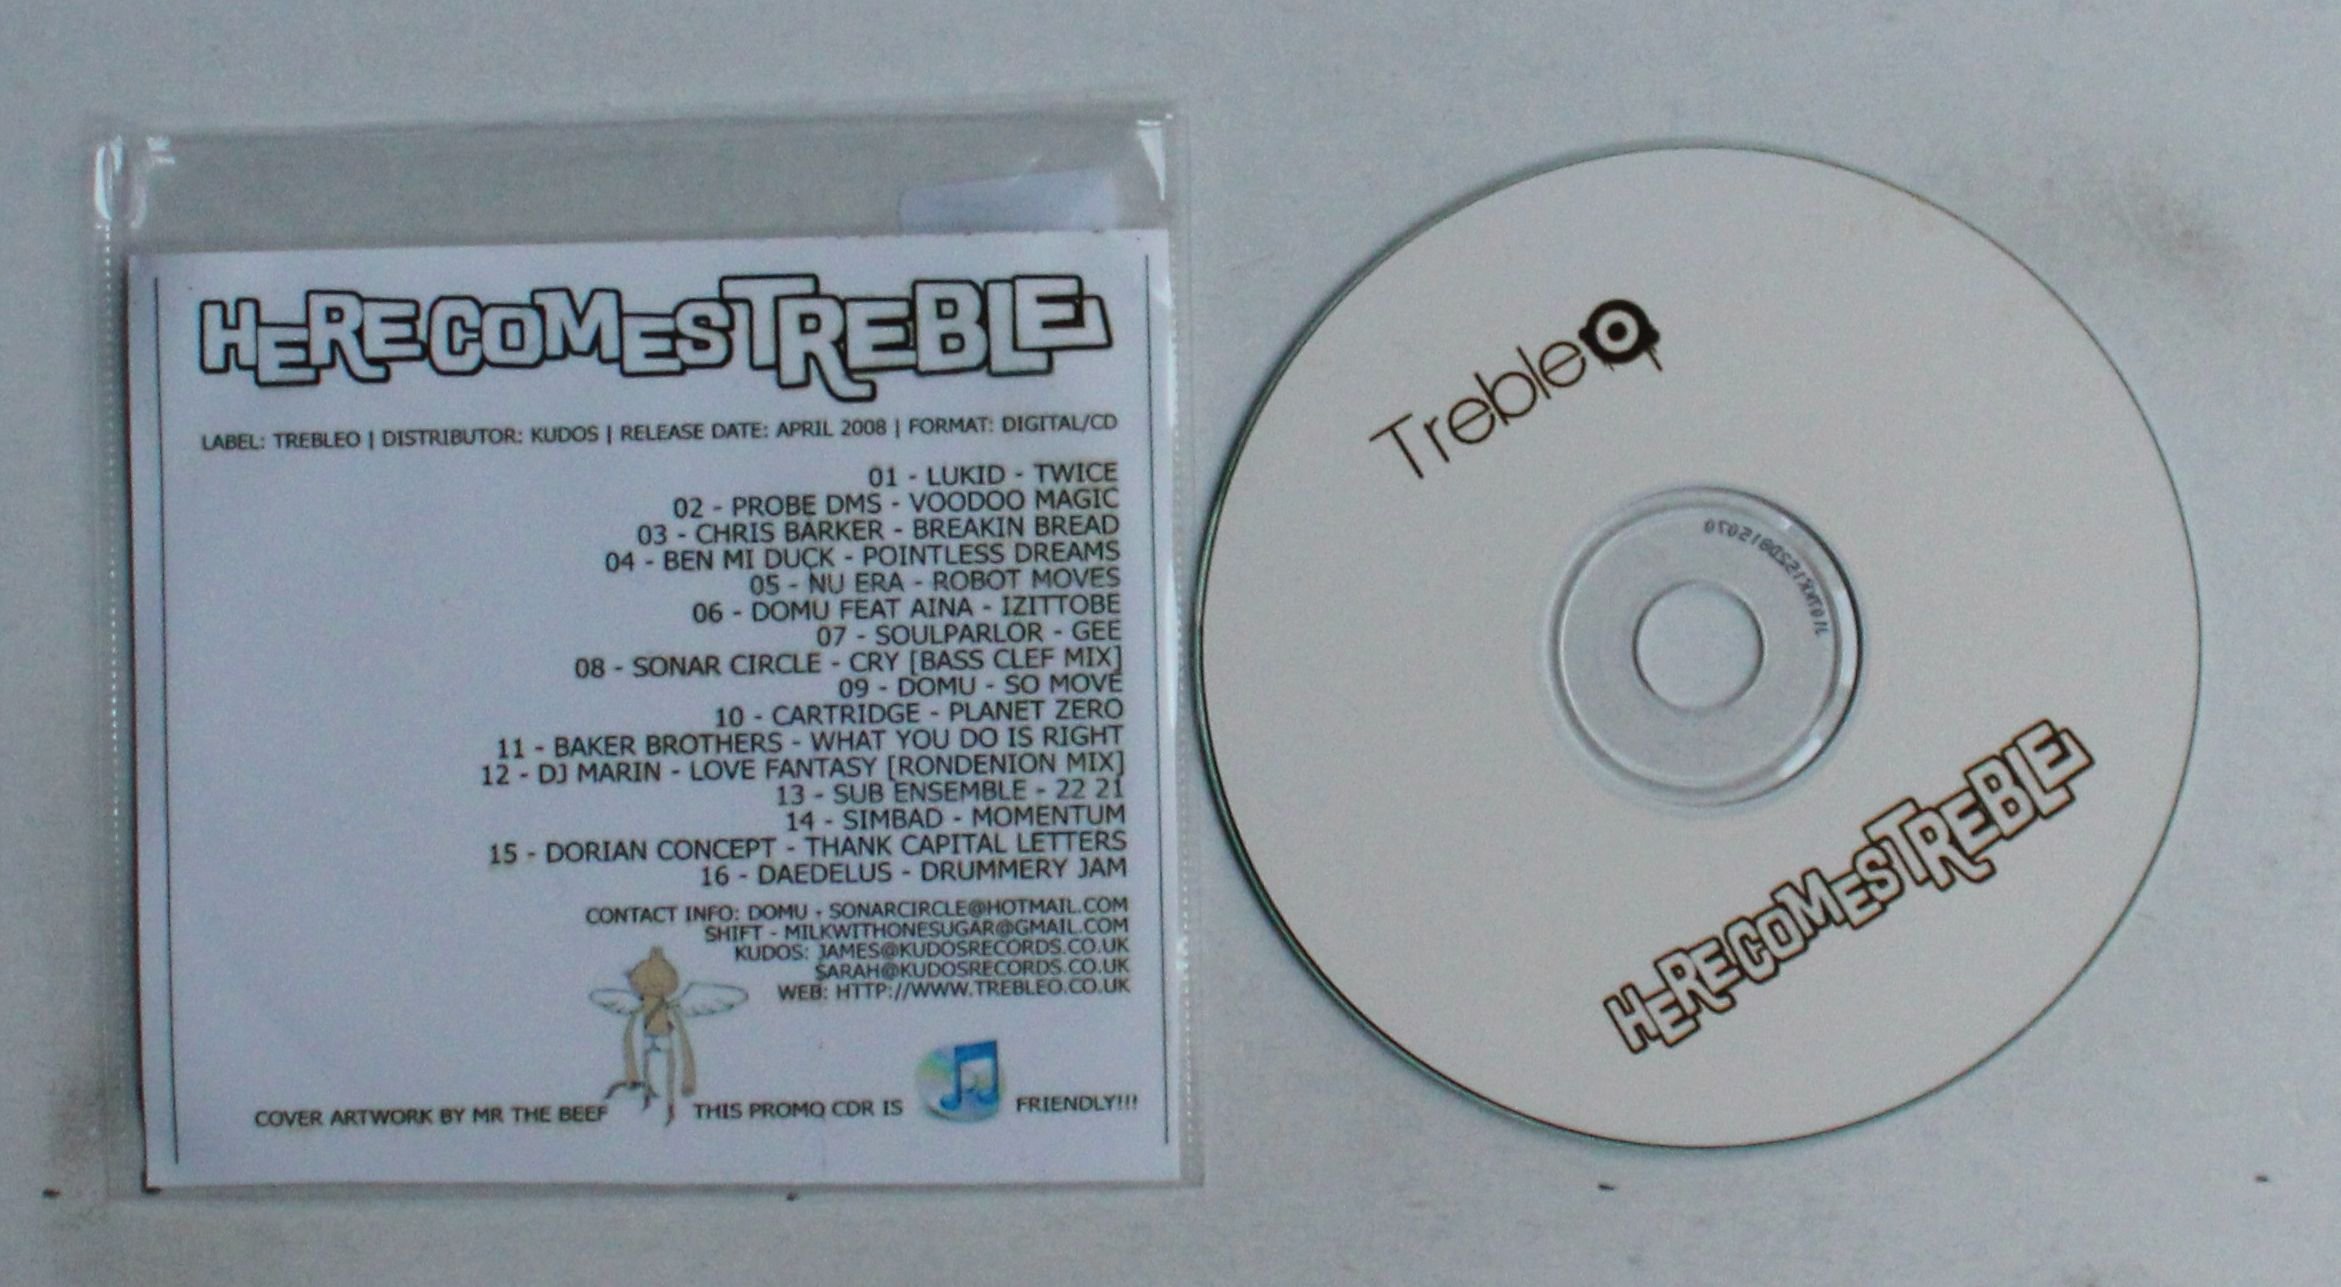 HERE COMES TREBLE
LABEL: TREBLEO | DISTRIBUTOR: KUDOS | RELEASE DATE: APRIL 2008 | FORMAT: DIGITAL/CD
01 - LUKID - TWICE
02 - PROBE DMS - VOODOO MAGIC
03 - CHRIS BARKER - BREAKIN BREAD
04 - BEN MI DUCK - POINTLESS DREAMS
05 - NU ERA - ROBOT MOVES
06 - DOMU FEAT AINA - IZITTOBE
07 - SOULPARLOR - GEE
08 - SONAR CIRCLE - CRY [BASS CLEF MIX]
09 - DOMU - SO MOVE
10 - CARTRIDGE - PLANET ZERO
11 - BAKER BROTHERS - WHAT YOU DO IS RIGHT
12 - DJ MARIN - LOVE FANTASY [RONDENION MIX]
13 - SUB ENSEMBLE - 22 21
14 - SIMBAD - MOMENTUM
15 - DORIAN CONCEPT - THANK CAPITAL LETTERS
16 - DAEDELUS - DRUMMERY JAM
CONTACT INFO: DOMU - SONARCIRCLE@HOTMAIL.COM
SHIFT - MILKWITHONESUGAR@GMAIL.COM
KUDOS: JAMES@KUDOSRECORDS.CO.UK
SARAH@KUDOSRECORDS.CO.UK
WEB: HTTP://WWW.TREBLEO.CO.UK
COVER ARTWORK BY MR THE BEEF THIS PROMO CDR IS FRIENDLY!!!
TrebleO
HERE COMES TREBLE